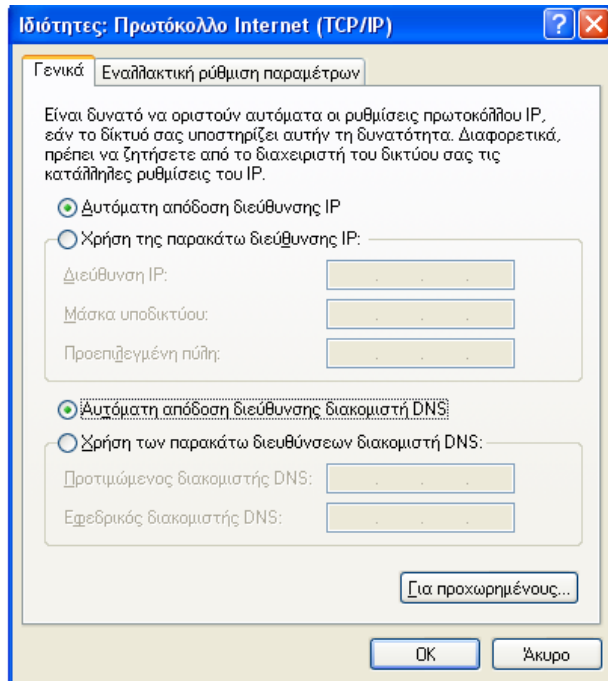 Ιδιότητες: Πρωτόκολλο Internet (TCP/IP)
Γενικά Εναλλακτική ρύθμιση παραμέτρων
Είναι δυνατό να οριστούν αυτόματα οι ρυθμίσεις πρωτοκόλλου IP,
εάν το δίκτυό σας υποστηρίζει αυτήν τη δυνατότητα. Διαφορετικά,
πρέπει να ζητήσετε από το διαχειριστή του δικτύου σας τις
κατάλληλες ρυθμίσεις του IP.
Αυτόματη απόδοση διεύθυνσης IP
Χρήση της παρακάτω διεύθυνσης IP:
Διεύθυνση IP:
Μάσκα υποδικτύου:
Προεπιλεγμένη πύλη:
Αυτόματη απόδοση διεύθυνσης διακομιστή DNS
Χρήση των παρακάτω διευθύνσεων διακομιστή DNS:
Προτιμώμενος διακομιστής DNS:
Εφεδρικός διακομιστής DNS:
Για προχωρημένους...
OK Άκυρο